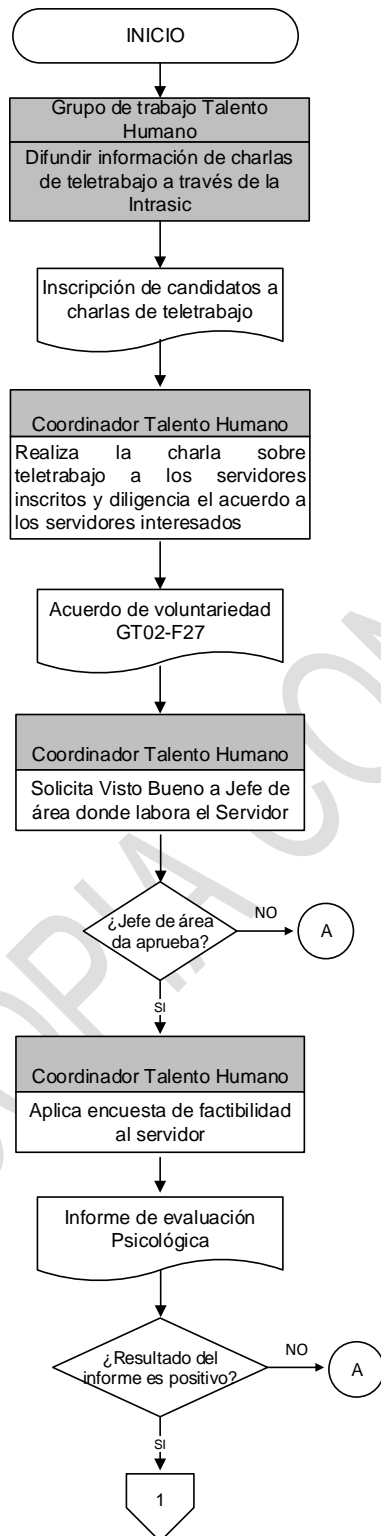 INICIO
Grupo de trabajo Talento
Humano
Difundir información de charlas
de teletrabajo a través de la
Intrasic
Inscripción de candidatos a
charlas de teletrabajo
Coordinador Talento Humano
Realiza la charla sobre
teletrabajo a los servidores
inscritos y diligencia el acuerdo a
los servidores interesados
Acuerdo de voluntariedad
GT02-F27
Coordinador Talento Humano
Solicita Visto Bueno a Jefe de
área donde labora el Servidor
¿Jefe de área
da aprueba?
NO
A
SI
Coordinador Talento Humano
Aplica encuesta de factibilidad
al servidor
Informe de evaluación
Psicológica
¿Resultado del
informe es positivo?
NO
A
SI
1
COPIA CON